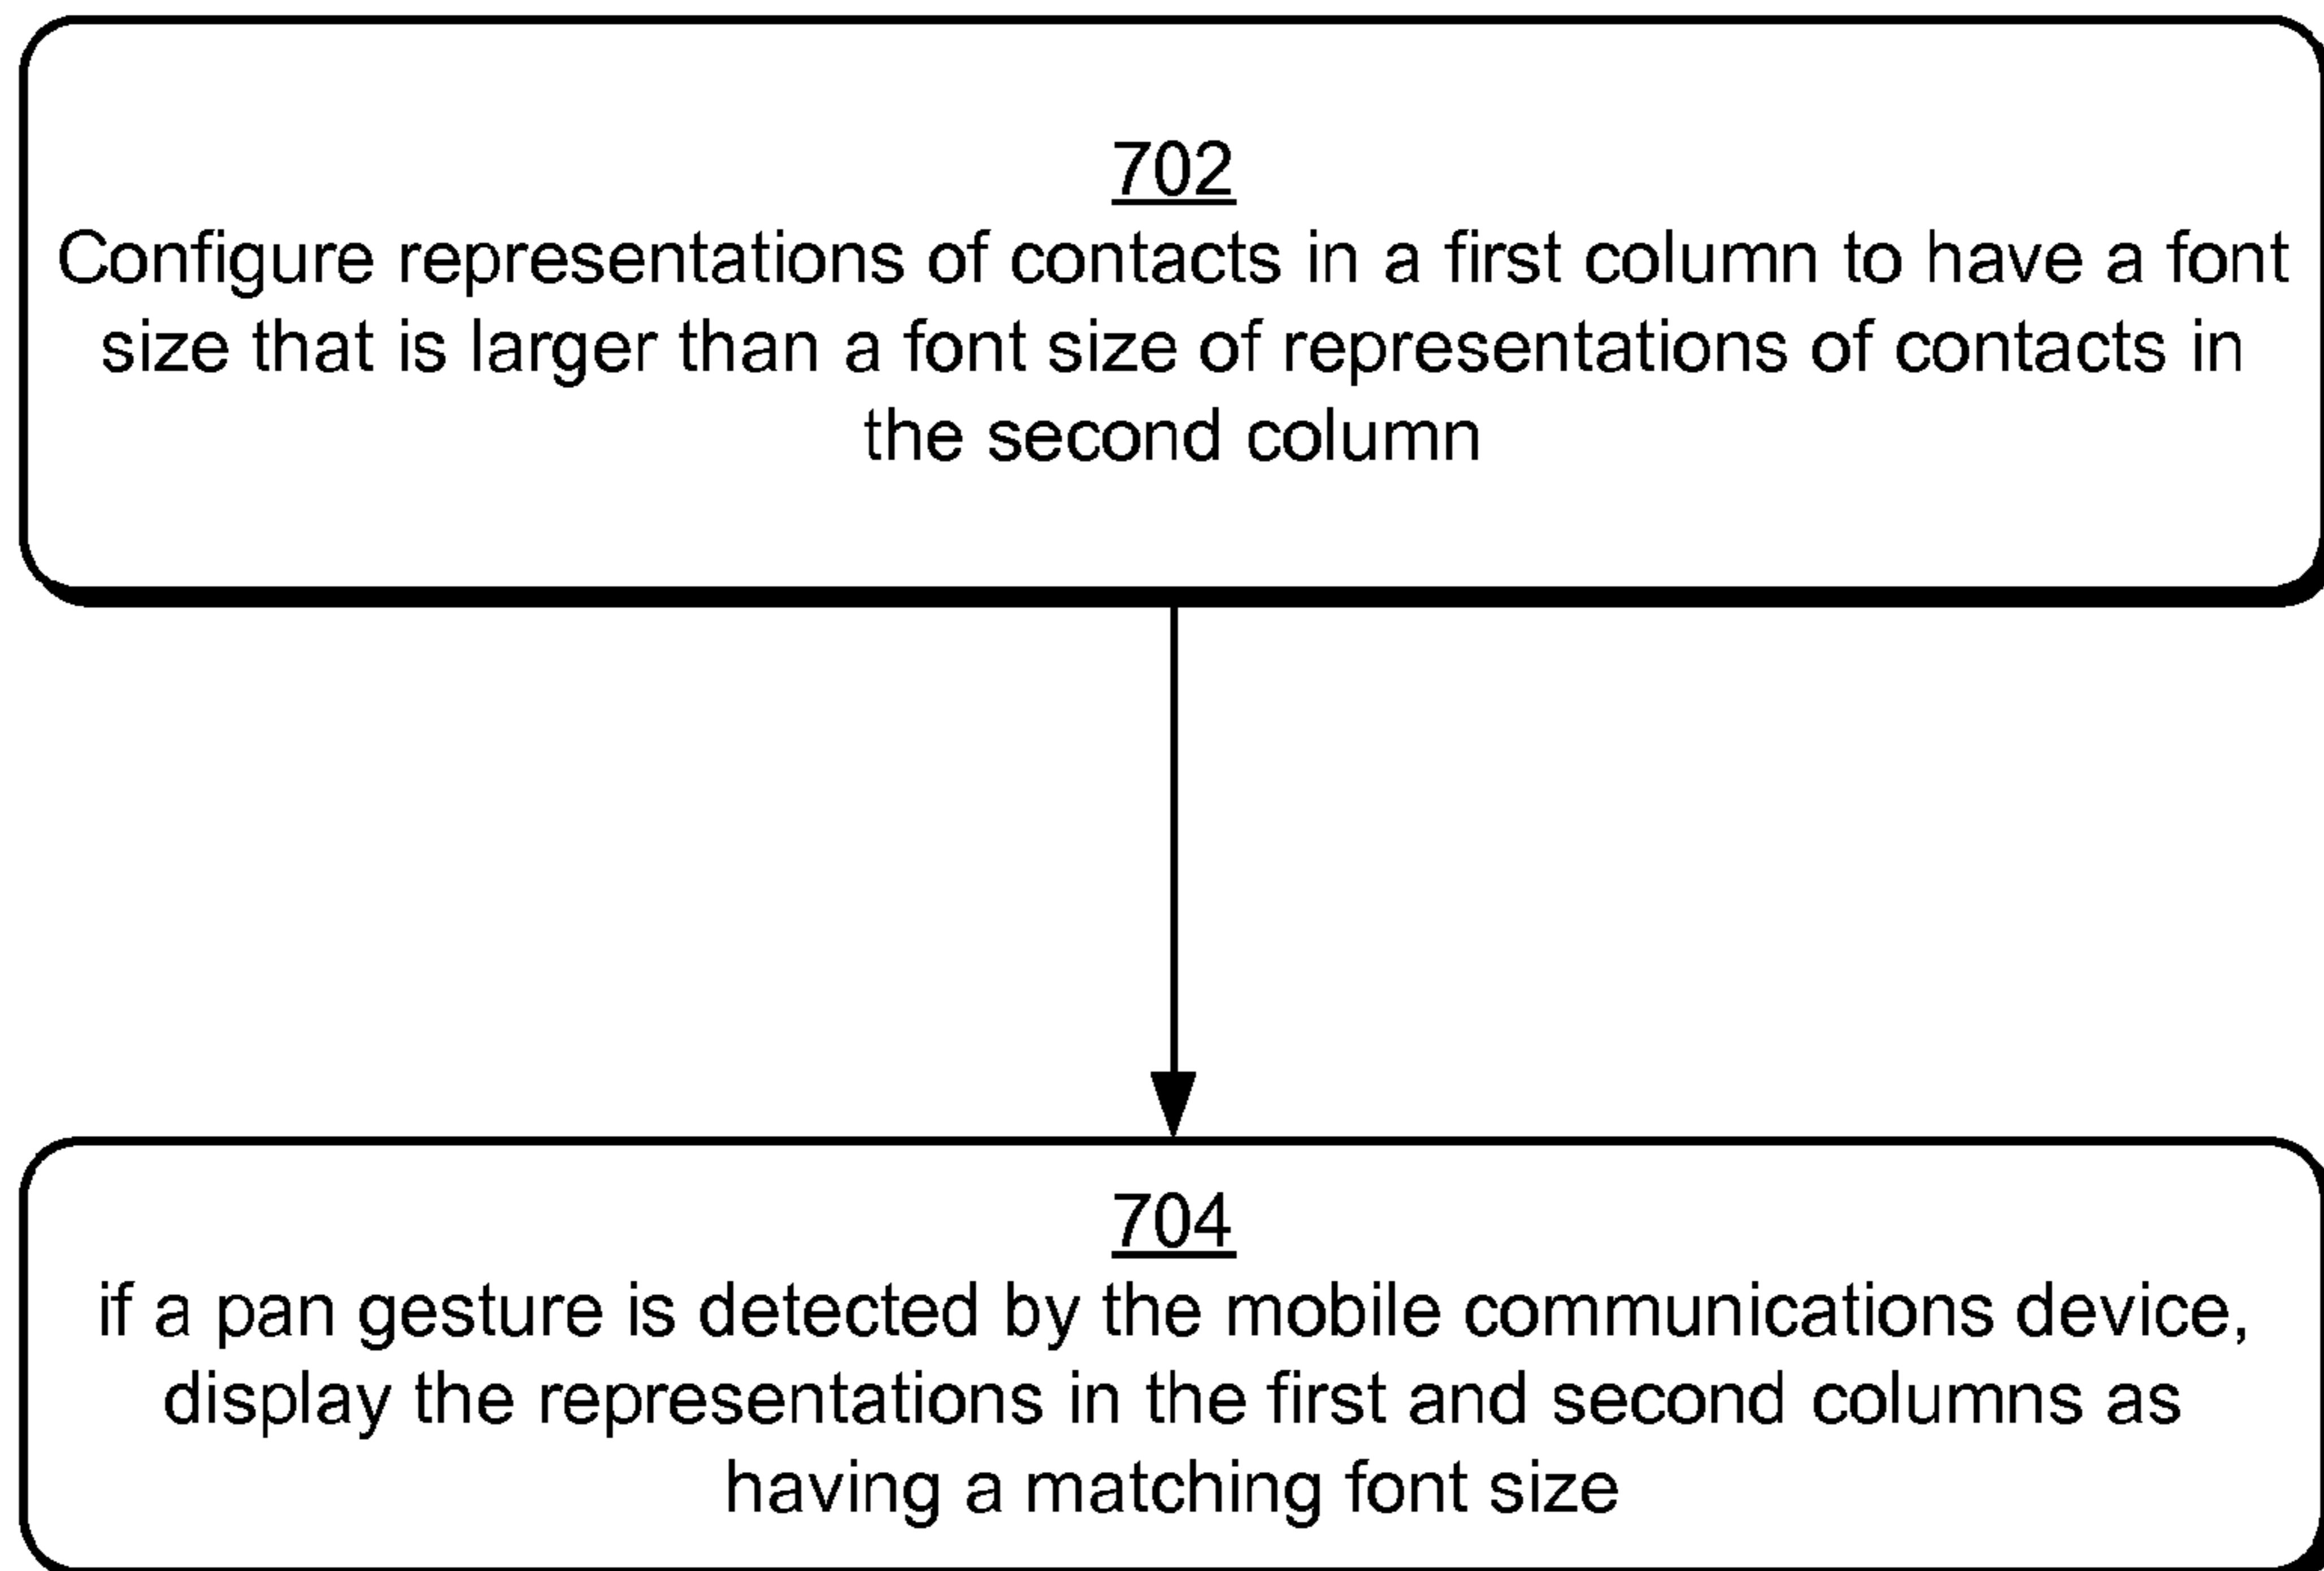 702
Configure representations of contacts in a first column to have a font
size that is larger than a font size of representations of contacts in
the second column
704
if a pan gesture is detected by the mobile communications device,
display the representations in the first and second columns as
having a matching font size